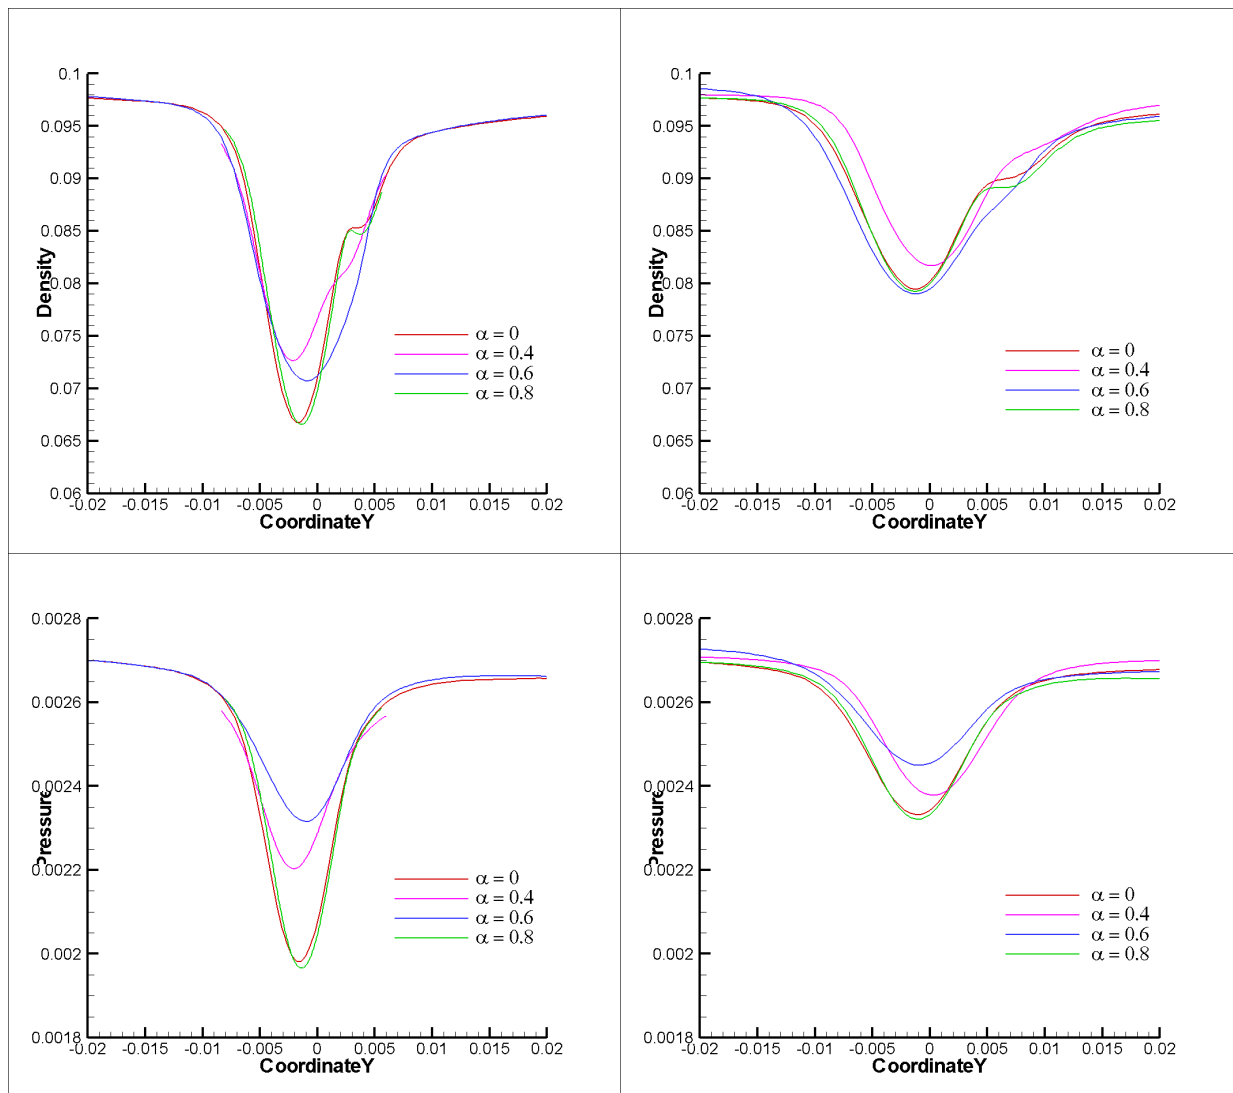 0.1
0.095
0.09
0.085
0.08
0.075
0.07
0.065
0.06
Density
-0.02 -0.015 -0.01 -0.005 0 0.005 0.01 0.015 0.02
CoordinateY
α = 0
α = 0.4
α = 0.6
α = 0.8
0.1
0.095
0.09
0.085
0.08
0.075
0.07
0.065
0.06
Density
-0.02 -0.015 -0.01 -0.005 0 0.005 0.01 0.015 0.02
CoordinateY
α = 0
α = 0.4
α = 0.6
α = 0.8
0.0028
0.0026
0.0024
0.0022
0.002
0.0018
Pressure
-0.02 -0.015 -0.01 -0.005 0 0.005 0.01 0.015 0.02
CoordinateY
α = 0
α = 0.4
α = 0.6
α = 0.8
0.0028
0.0026
0.0024
0.0022
0.002
0.0018
Pressure
-0.02 -0.015 -0.01 -0.005 0 0.005 0.01 0.015 0.02
CoordinateY
α = 0
α = 0.4
α = 0.6
α = 0.8